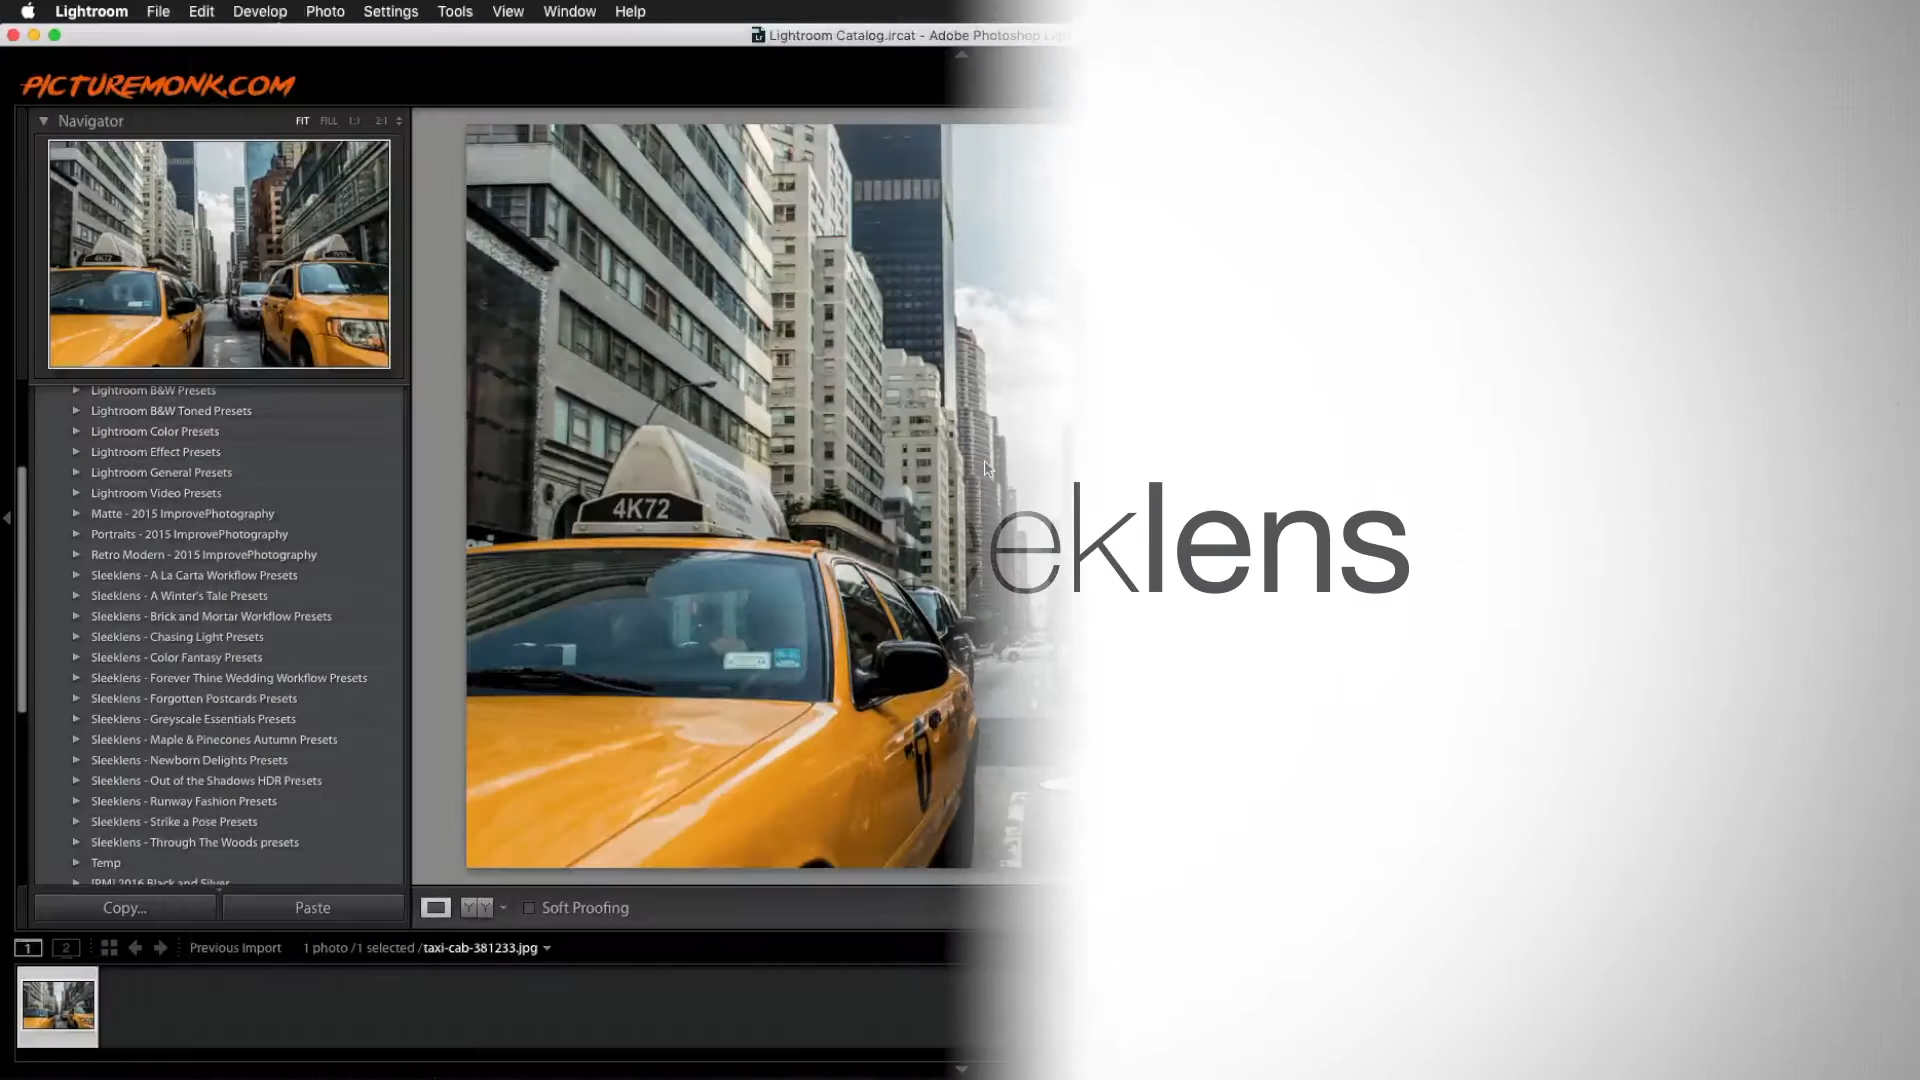 Lightroom File Edit Develop Photo Settings Tools View Window Help
Lightroom Catalog.lrcat - Adobe Photoshop
PICTUREMONK.COM
Navigator FIT FILL 1:1 2:1
Lightroom B&W Presets
Lightroom B&W Toned Presets
Lightroom Color Presets
Lightroom Effect Presets
Lightroom General Presets
Lightroom Video Presets
Matte - 2015 ImprovePhotography
Portraits - 2015 ImprovePhotography
Retro Modern - 2015 ImprovePhotography
Sleeklens - A La Carta Workflow Presets
Sleeklens - A Winter's Tale Presets
Sleeklens - Brick and Mortar Workflow Presets
Sleeklens - Chasing Light Presets
Sleeklens - Color Fantasy Presets
Sleeklens - Forever Thine Wedding Workflow Presets
Sleeklens - Forgotten Postcards Presets
Sleeklens - Greyscale Essentials Presets
Sleeklens - Maple & Pinecones Autumn Presets
Sleeklens - Newborn Delights Presets
Sleeklens - Out of the Shadows HDR Presets
Sleeklens - Runway Fashion Presets
Sleeklens - Strike a Pose Presets
Sleeklens - Through The Woods presets
Temp
[PM] 2016 Black and Silver
4K72
eklens
Copy... Paste
YY Soft Proofing
1 2 Previous Import 1 photo /1 selected /taxi-cab-381233.jpg